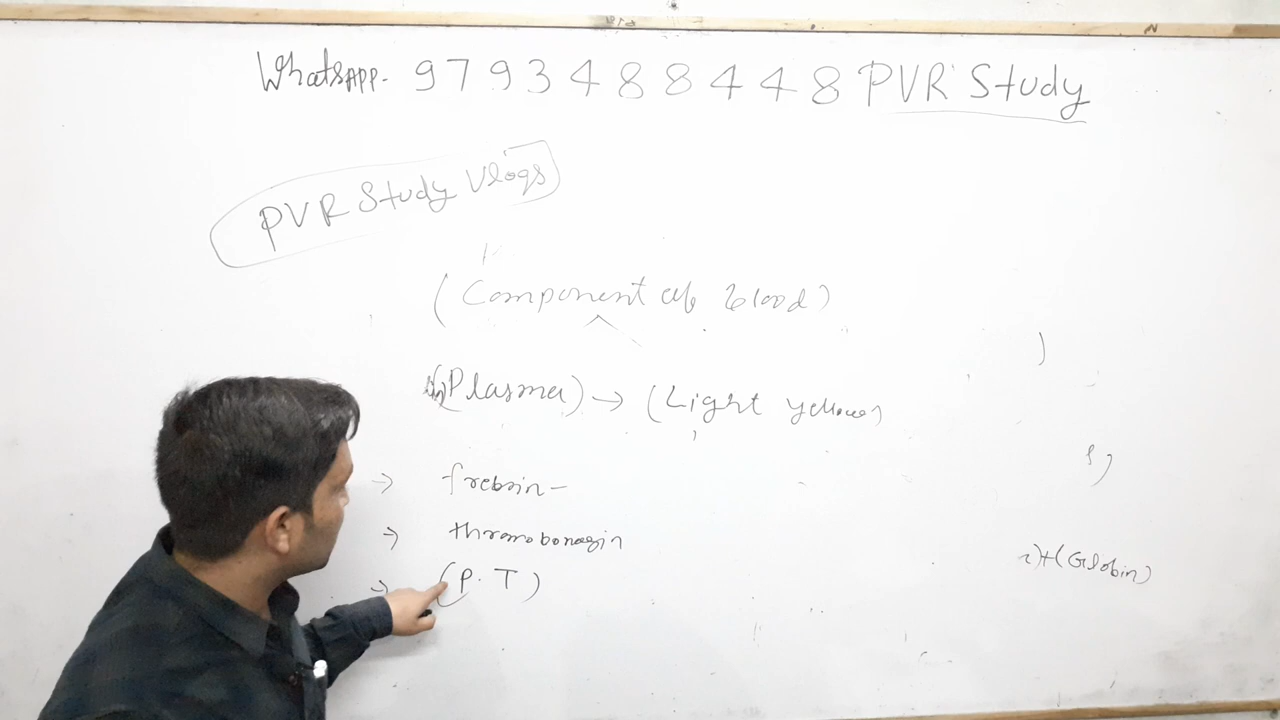 WhatsAPP. 9793488448 PVR Study
PVR Study Vlogs
(Component of blood)
(Plasma) → (Light yellow)
→ frebsin -
→ thrombonagin
→ (P. T)
)+(Globin)